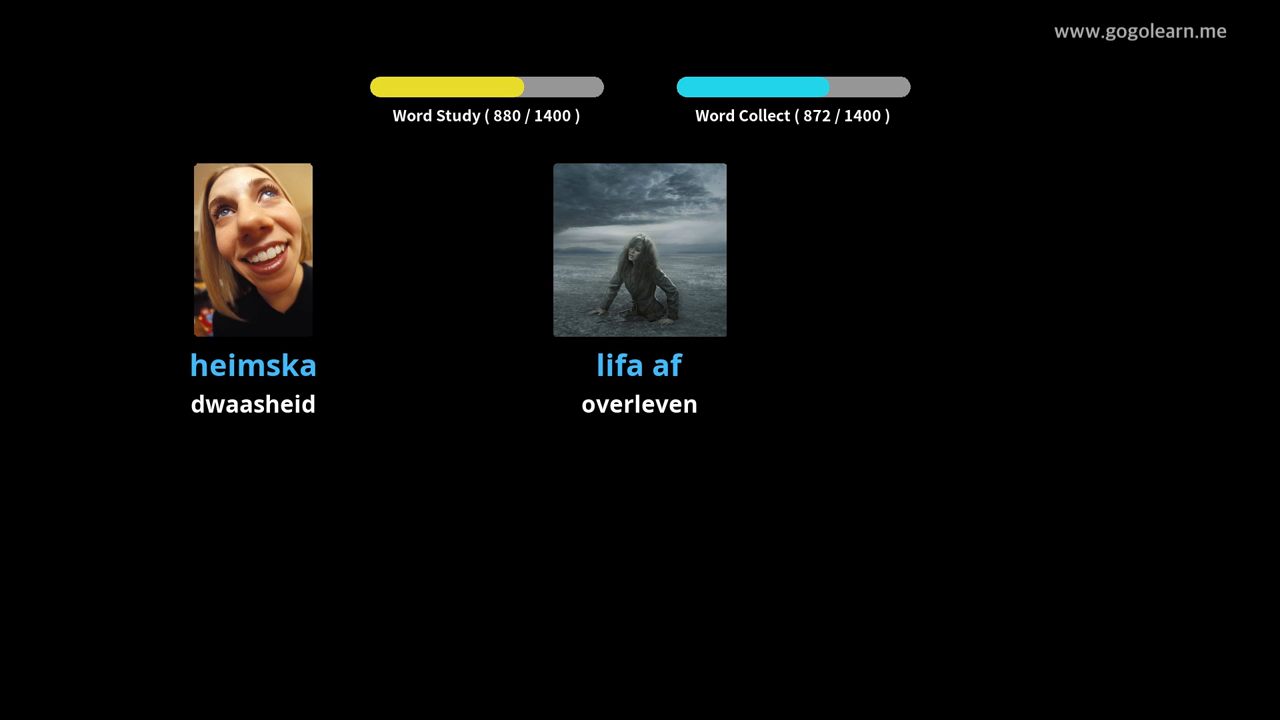 www.gogolearn.me
Word Study ( 880 / 1400 )
Word Collect ( 872 / 1400 )
heimska
dwaasheid
lifa af
overleven